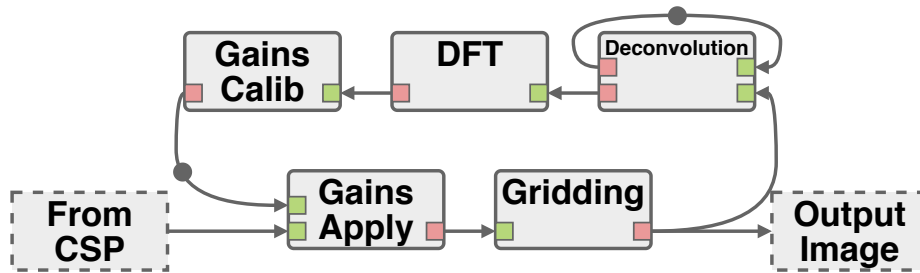 Gains
Calib
DFT
Deconvolution
From
CSP
Gains
Apply
Gridding
Output
Image